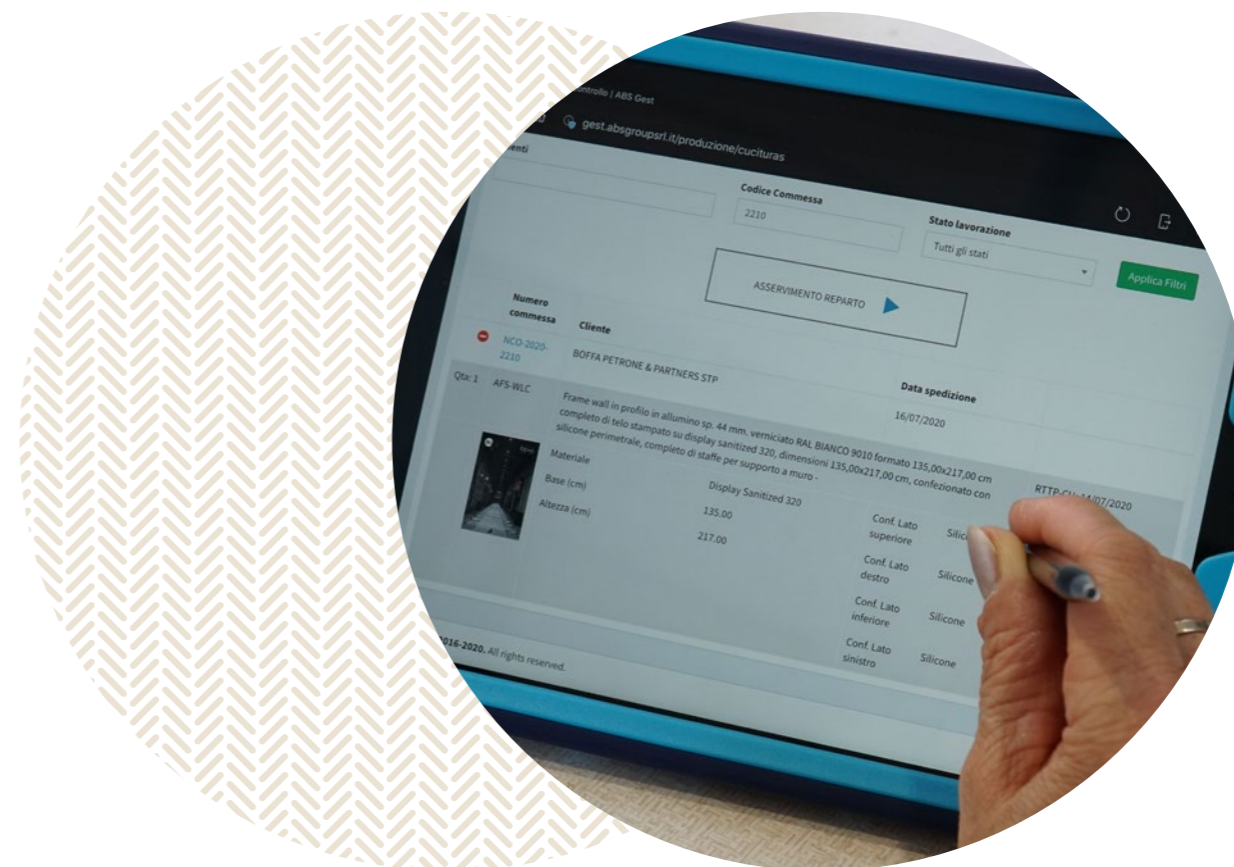 ABS Gest
gest.absgroupsrl.it/produzione/cucituras
Codice Commessa
Stato lavorazione
2210
Tutti gli stati
Applica Filtri
ASSERVIMENTO REPARTO
Numero
commessa
Cliente
Data spedizione
NCO-2020-
2210
BOFFA PETRONE & PARTNERS STP
16/07/2020
Qta: 1
AFS-WLC
Frame wall in profilo in allumino sp. 44 mm. verniciato RAL BIANCO 9010 formato 135,00x217,00 cm
completo di telo stampato su display sanitized 320, dimensioni 135,00x217,00 cm, confezionato con
silicone perimetrale, completo di staffe per supporto a muro -
Materiale
Display Sanitized 320
Base (cm)
135.00
Altezza (cm)
217.00
Conf. Lato
superiore
Conf. Lato
destro
Silicone
Conf. Lato
inferiore
Silicone
Conf. Lato
sinistro
Silicone
2016-2020. All rights reserved.